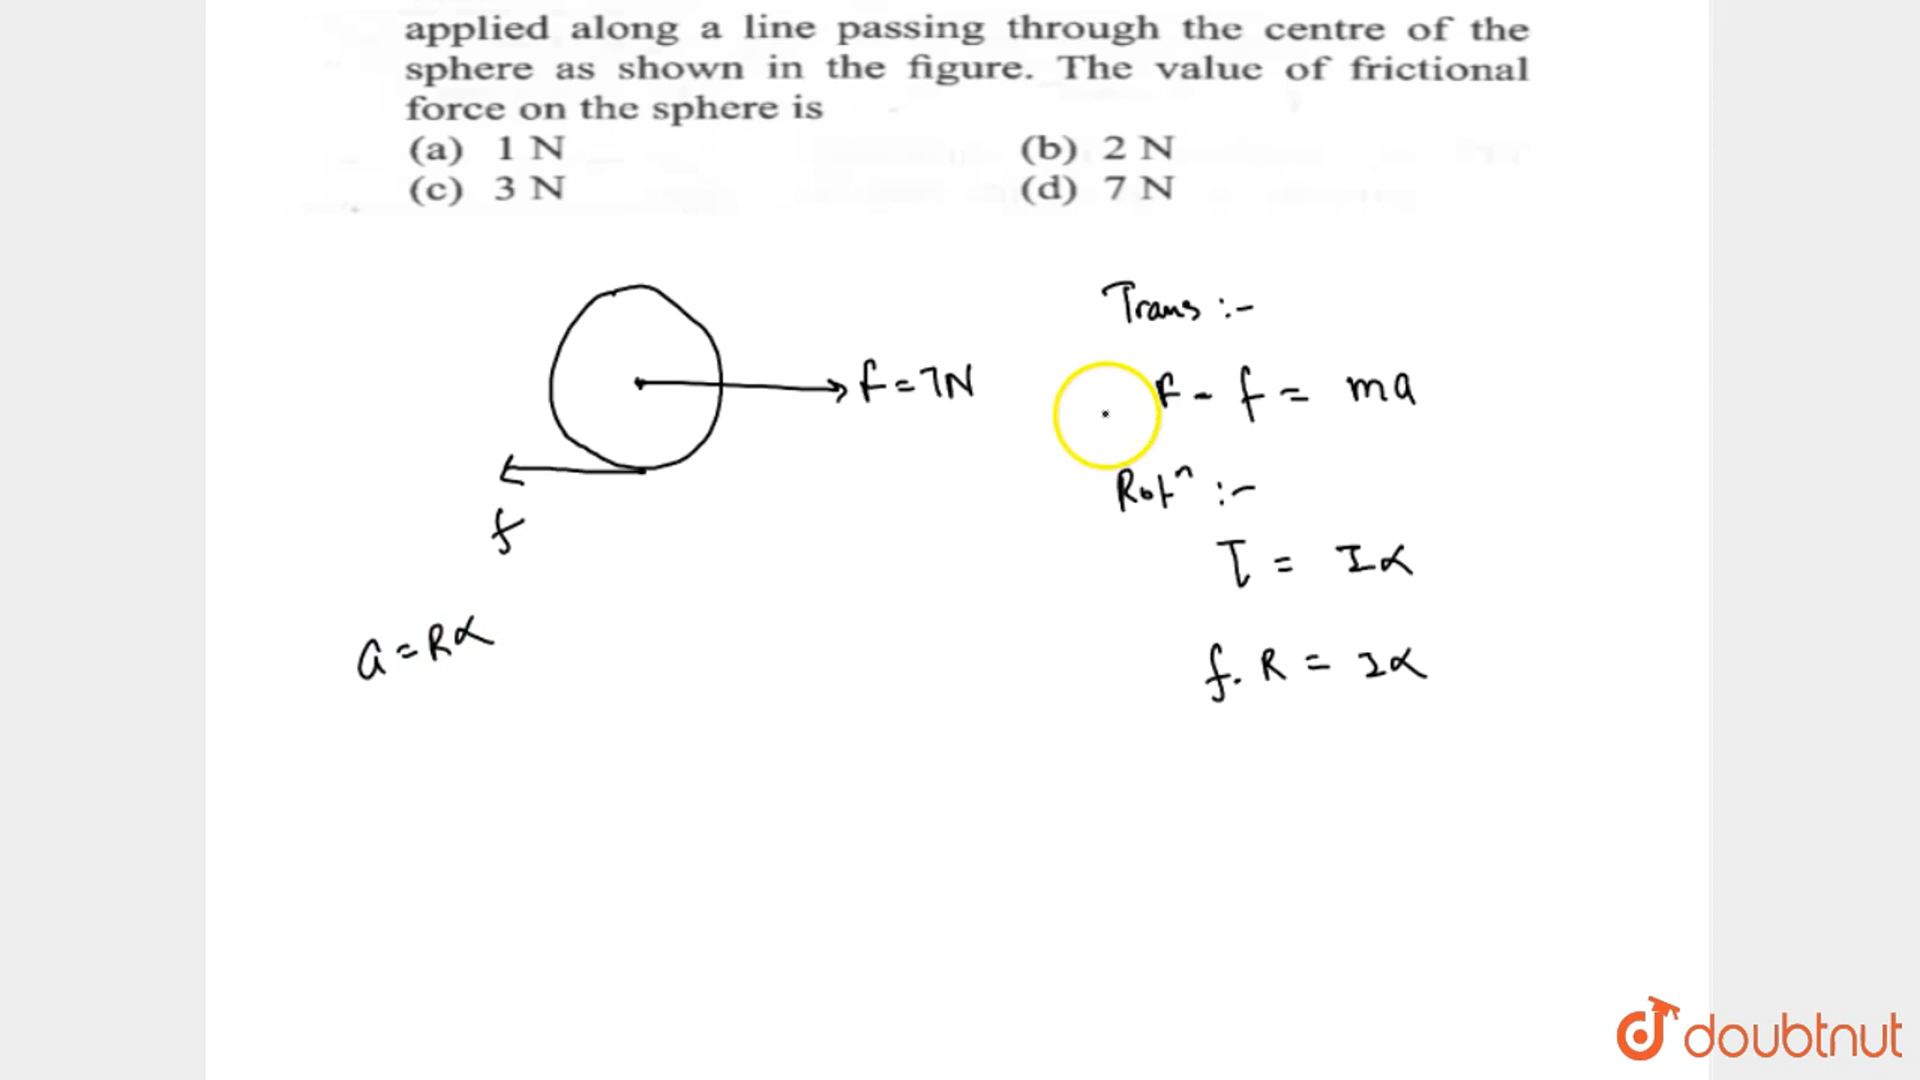 applied along a line passing through the centre of the
sphere as shown in the figure. The value of frictional
force on the sphere is
(a) 1 N (b) 2 N
(c) 3 N (d) 7 N
Trans :-
F = 7N
F - f = ma
Rotⁿ :-
f
τ = Iα
a = Rα
f. R = Iα
doubtnut